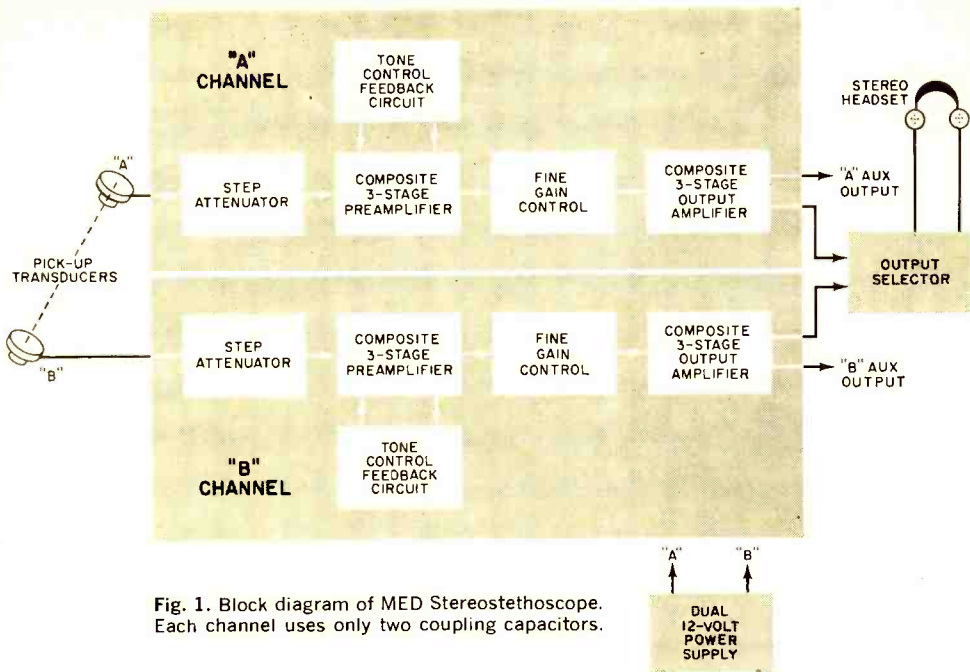 "A"
CHANNEL
TONE
CONTROL
FEEDBACK
CIRCUIT
STEREO
HEADSET
"A"
STEP
ATTENUATOR
COMPOSITE
3-STAGE
PREAMPLIFIER
FINE
GAIN
CONTROL
COMPOSITE
3-STAGE
OUTPUT
AMPLIFIER
"A" AUX
OUTPUT
PICK-UP
TRANSDUCERS
OUTPUT
SELECTOR
"B"
STEP
ATTENUATOR
COMPOSITE
3-STAGE
PREAMPLIFIER
FINE
GAIN
CONTROL
COMPOSITE
3-STAGE
OUTPUT
AMPLIFIER
"B" AUX
OUTPUT
"B"
CHANNEL
TONE
CONTROL
FEEDBACK
CIRCUIT
"A"
"B"
DUAL
12-VOLT
POWER
SUPPLY
Fig. 1. Block diagram of MED Stereostethoscope.
Each channel uses only two coupling capacitors.